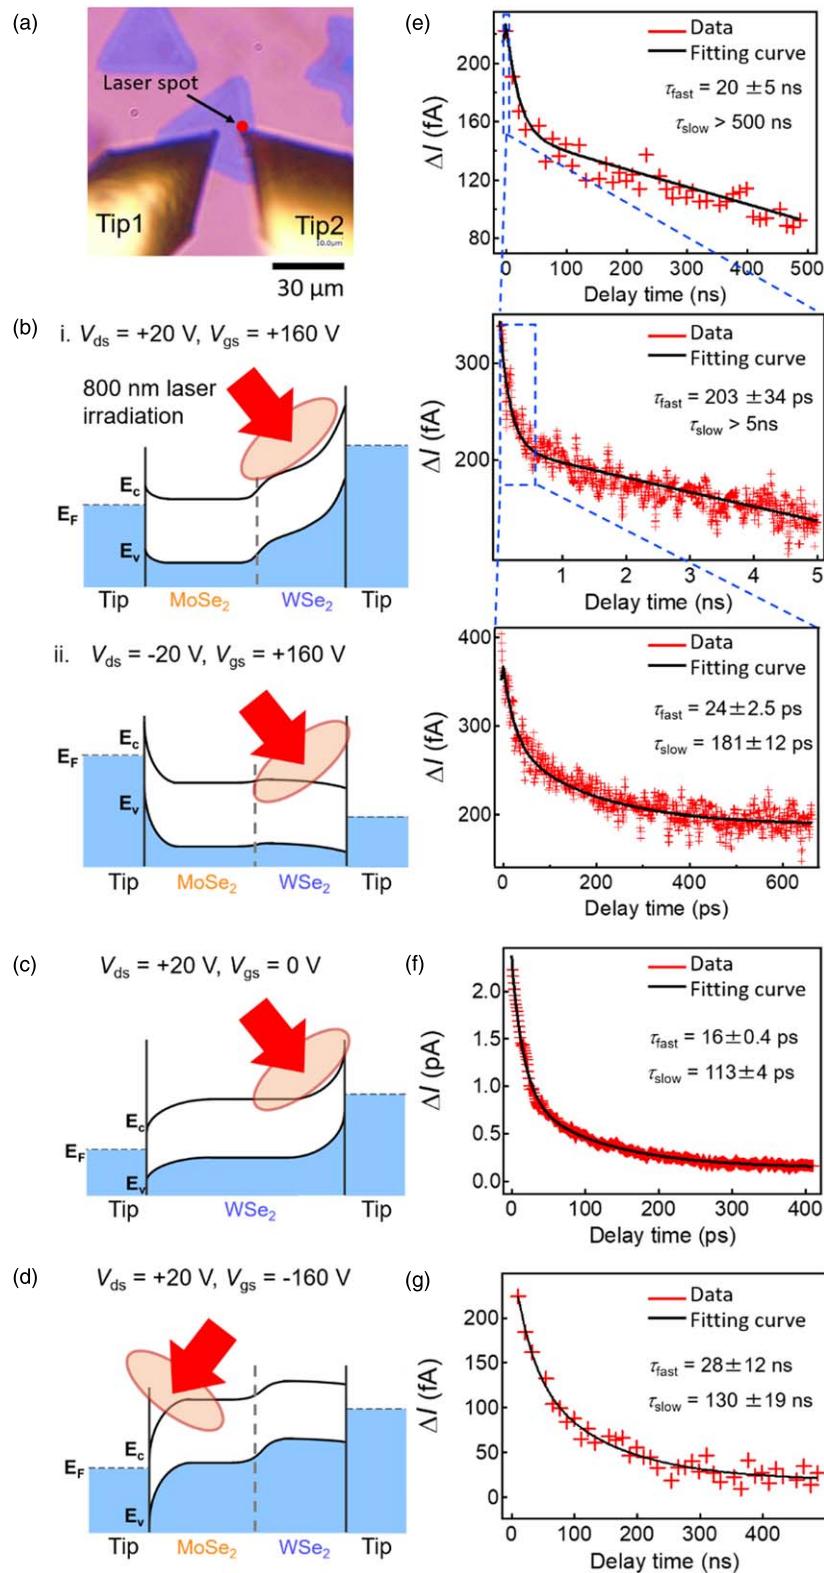 (a)
Laser spot
Tip1
Tip2
10.0µm
30 µm
(b)
i. Vds = +20 V, Vgs = +160 V
800 nm laser
irradiation
Ec
EF
Ev
Tip
MoSe2
WSe2
Tip
ii. Vds = -20 V, Vgs = +160 V
Ec
EF
Ev
Tip
MoSe2
WSe2
Tip
(c)
Vds = +20 V, Vgs = 0 V
Ec
EF
Ev
Tip
WSe2
Tip
(d)
Vds = +20 V, Vgs = -160 V
Ec
EF
Ev
Tip
MoSe2
WSe2
Tip
(e)
Data
Fitting curve
τfast = 20 ±5 ns
τslow > 500 ns
ΔI (fA)
200
160
120
80
0 100 200 300 400 500
Delay time (ns)
Data
Fitting curve
τfast = 203 ±34 ps
τslow > 5ns
ΔI (fA)
300
200
1 2 3 4 5
Delay time (ns)
Data
Fitting curve
τfast = 24±2.5 ps
τslow = 181±12 ps
ΔI (fA)
400
300
200
0 200 400 600
Delay time (ps)
(f)
Data
Fitting curve
τfast = 16±0.4 ps
τslow = 113±4 ps
ΔI (pA)
2.0
1.5
1.0
0.5
0.0
0 100 200 300 400
Delay time (ps)
(g)
Data
Fitting curve
τfast = 28±12 ns
τslow = 130 ±19 ns
ΔI (fA)
200
150
100
50
0
0 100 200 300 400
Delay time (ns)